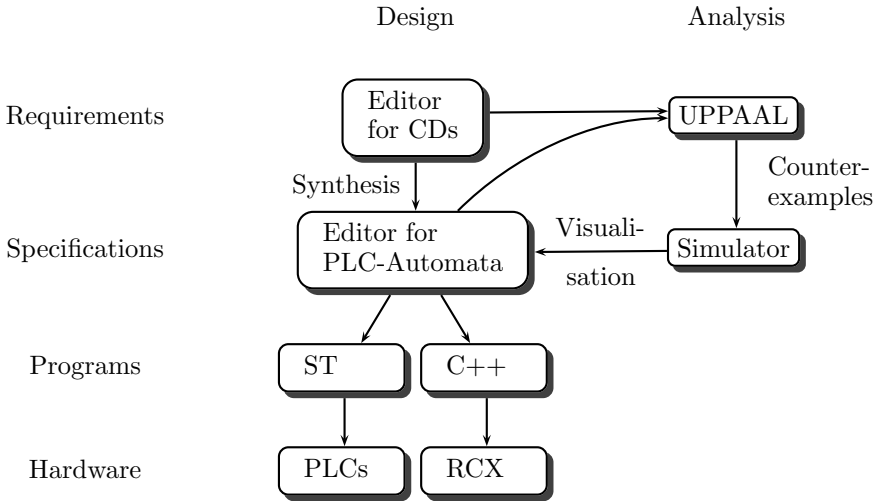 Design
Analysis
Requirements
Editor
for CDs
UPPAAL
Synthesis
Counter-
examples
Specifications
Editor for
PLC-Automata
Visuali-
sation
Simulator
Programs
ST
C++
Hardware
PLCs
RCX